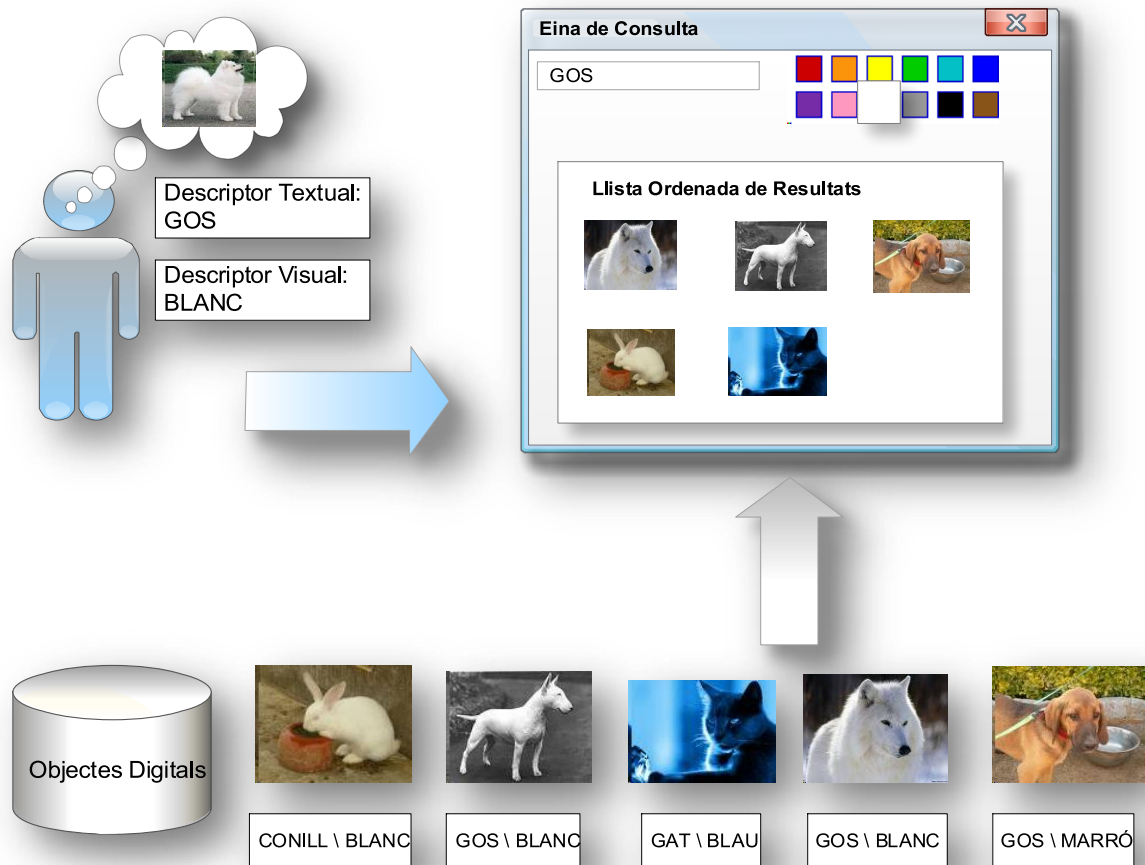 Eina de Consulta
GOS
Descriptor Textual:
GOS
Descriptor Visual:
BLANC
Llista Ordenada de Resultats
Objectes Digitals
CONILL \ BLANC
GOS \ BLANC
GAT \ BLAU
GOS \ BLANC
GOS \ MARRÓ